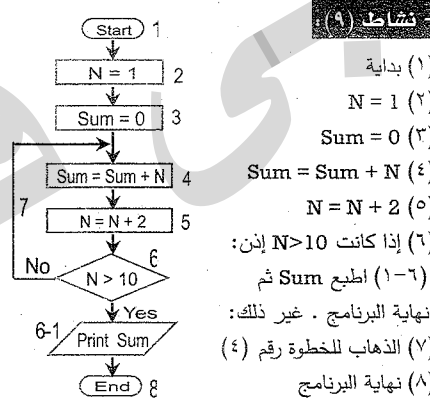 - نشاط (٩):
(١) بداية
(٢) N = 1
(٣) Sum = 0
(٤) Sum = Sum + N
(٥) N = N + 2
(٦) إذا كانت N>10 إذن:
(٦-١) اطبع Sum ثم
نهاية البرنامج . غير ذلك:
(٧) الذهاب للخطوة رقم (٤)
(٨) نهاية البرنامج
Start 1
N = 1 2
Sum = 0 3
Sum = Sum + N 4
7
N = N + 2 5
6
No N > 10
Yes
6-1 Print Sum
End 8